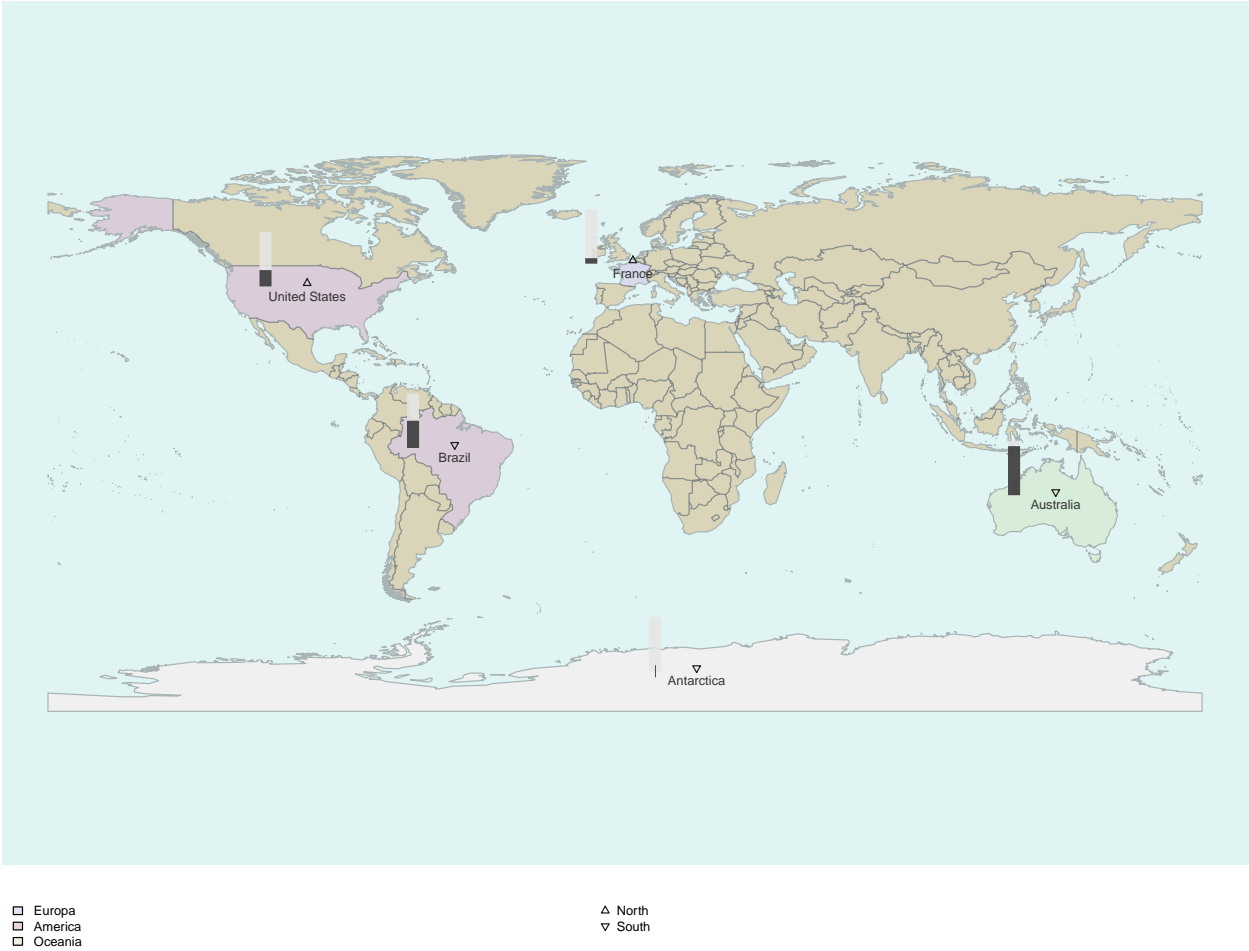 France
United States
Brazil
Australia
Antarctica
Europa
America
Oceania
North
South